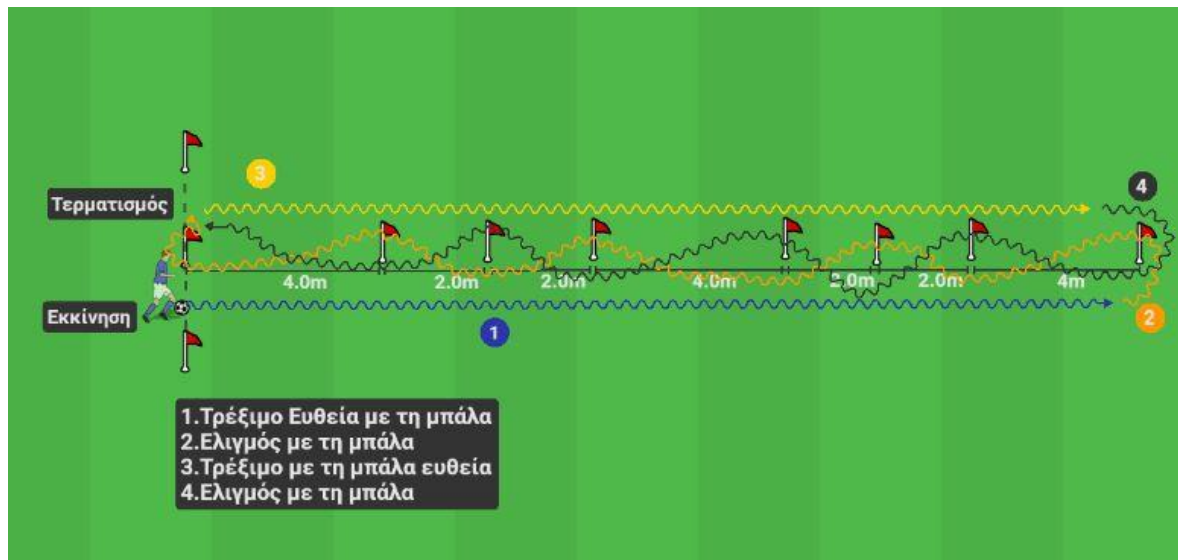 3
4
Τερματισμός
4.0m 2.0m 2.0m 4.0m 2.0m 2.0m 4m
Εκκίνηση
1
2
1.Τρέξιμο Ευθεία με τη μπάλα
2.Ελιγμός με τη μπάλα
3.Τρέξιμο με τη μπάλα ευθεία
4.Ελιγμός με τη μπάλα